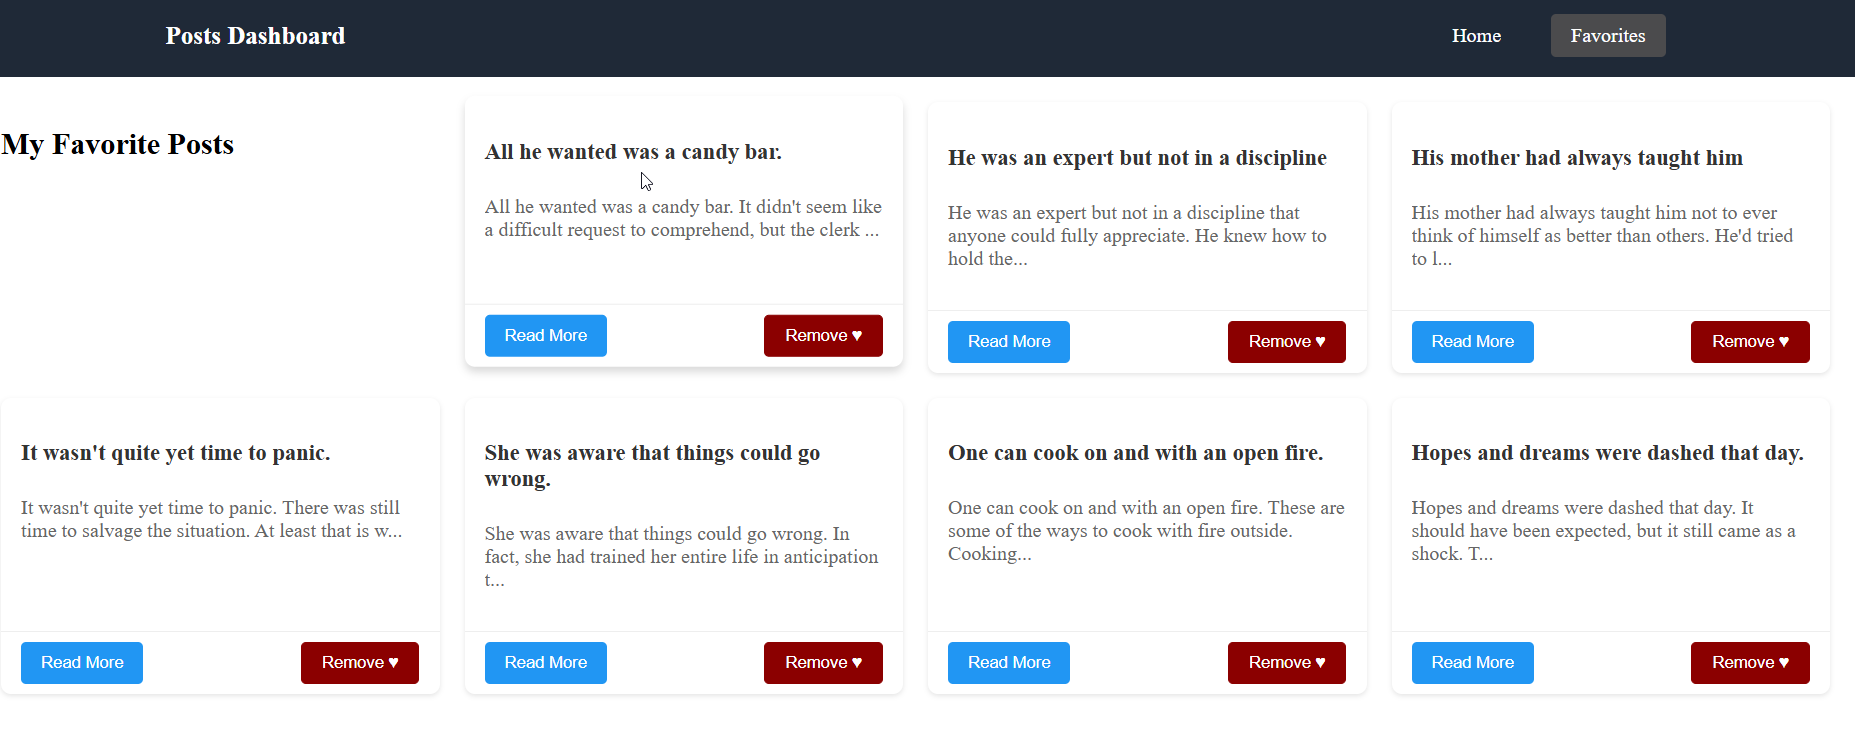 Posts Dashboard
Home
Favorites
My Favorite Posts
All he wanted was a candy bar.
All he wanted was a candy bar. It didn't seem like
a difficult request to comprehend, but the clerk ...
Read More
Remove ♥
He was an expert but not in a discipline
He was an expert but not in a discipline that
anyone could fully appreciate. He knew how to
hold the...
Read More
Remove ♥
His mother had always taught him
His mother had always taught him not to ever
think of himself as better than others. He'd tried
to l...
Read More
Remove ♥
It wasn't quite yet time to panic.
It wasn't quite yet time to panic. There was still
time to salvage the situation. At least that is w...
Read More
Remove ♥
She was aware that things could go
wrong.
She was aware that things could go wrong. In
fact, she had trained her entire life in anticipation
t...
Read More
Remove ♥
One can cook on and with an open fire.
One can cook on and with an open fire. These are
some of the ways to cook with fire outside.
Cooking...
Read More
Remove ♥
Hopes and dreams were dashed that day.
Hopes and dreams were dashed that day. It
should have been expected, but it still came as a
shock. T...
Read More
Remove ♥